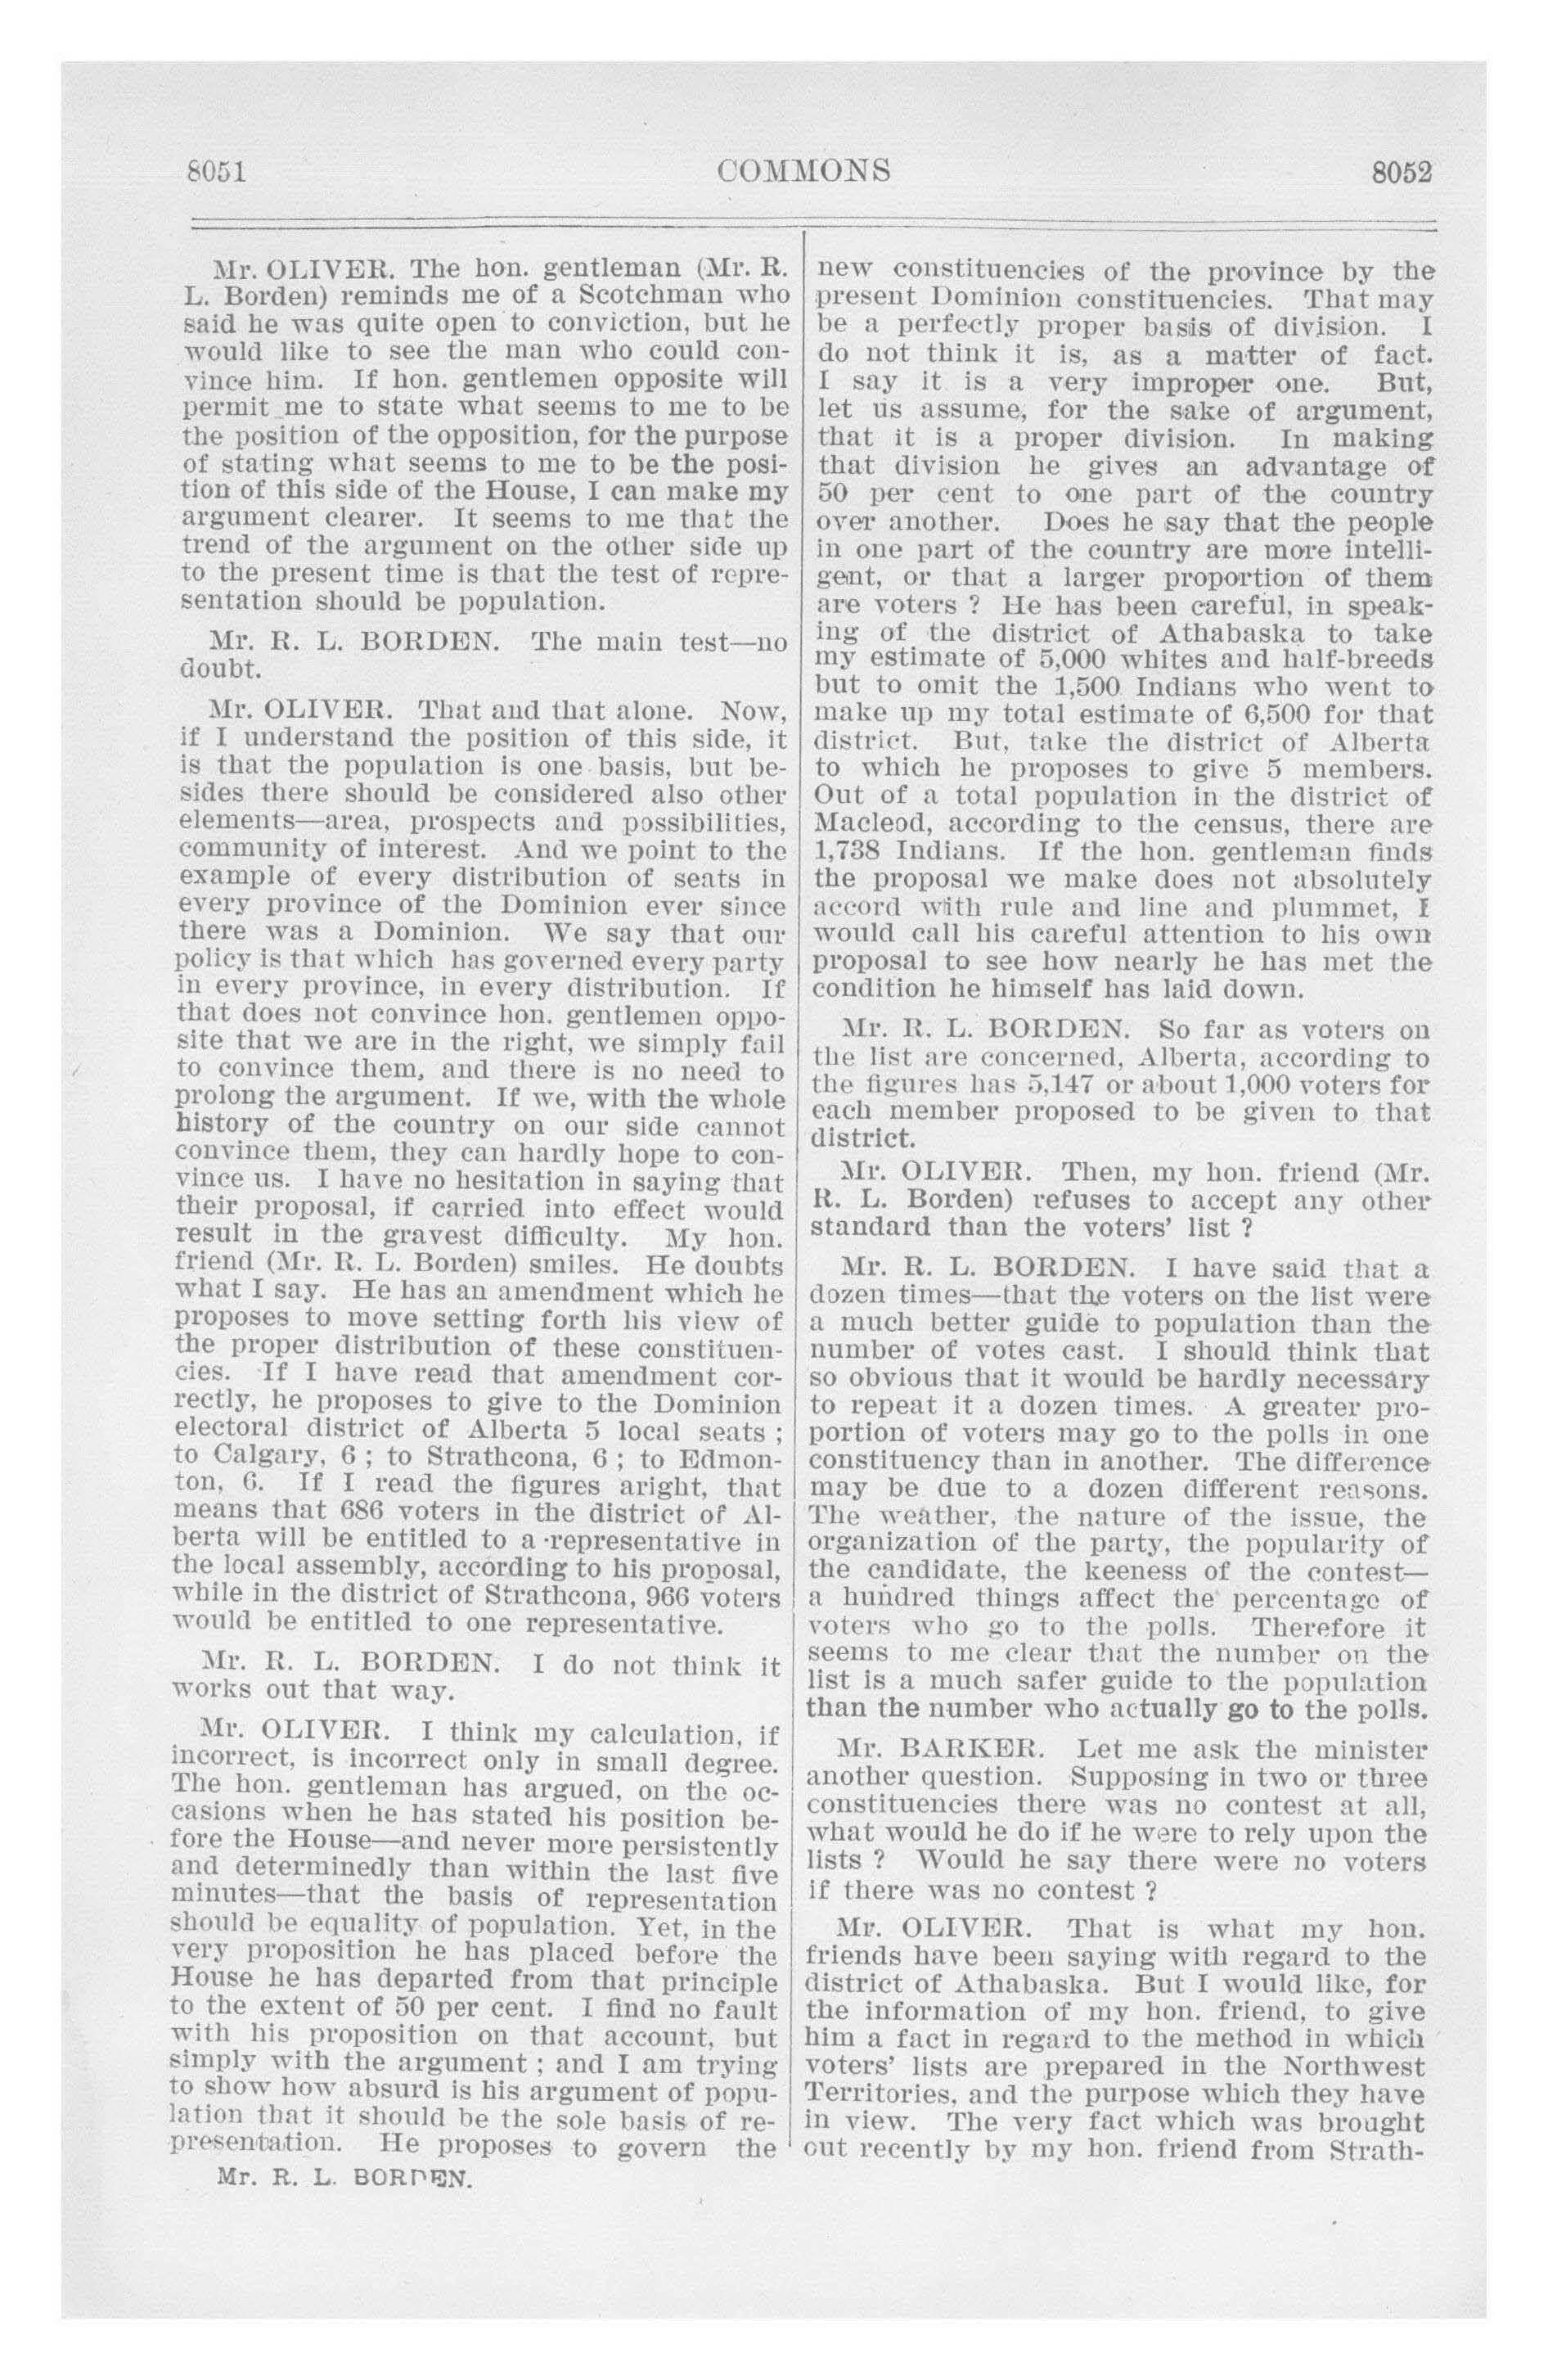 8051 COMMONS 8052
Mr. OLIVER. The hon. gentleman (Mr. R.
L. Borden) reminds me of a Scotchman who
said he was quite open to conviction, but he
would like to see the man who could con-
vince him. If hon. gentlemen opposite will
permit me to state what seems to me to be
the position of the opposition, for the purpose
of stating what seems to me to be the posi-
tion of this side of the House, I can make my
argument clearer. It seems to me that the
trend of the argument on the other side up
to the present time is that the test of repre-
sentation should be population.
Mr. R. L. BORDEN. The main test—no
doubt.
Mr. OLIVER. That and that alone. Now,
if I understand the position of this side, it
is that the population is one basis, but be-
sides there should be considered also other
elements—area, prospects and possibilities,
community of interest. And we point to the
example of every distribution of seats in
every province of the Dominion ever since
there was a Dominion. We say that our
policy is that which has governed every party
in every province, in every distribution. If
that does not convince hon. gentlemen oppo-
site that we are in the right, we simply fail
to convince them, and there is no need to
prolong the argument. If we, with the whole
history of the country on our side cannot
convince them, they can hardly hope to con-
vince us. I have no hesitation in saying that
their proposal, if carried into effect would
result in the gravest difficulty. My hon.
friend (Mr. R. L. Borden) smiles. He doubts
what I say. He has an amendment which he
proposes to move setting forth his view of
the proper distribution of these constituen-
cies. If I have read that amendment cor-
rectly, he proposes to give to the Dominion
electoral district of Alberta 5 local seats ;
to Calgary, 6 ; to Strathcona, 6 ; to Edmon-
ton, 6. If I read the figures aright, that
means that 686 voters in the district of Al-
berta will be entitled to a representative in
the local assembly, according to his proposal,
while in the district of Strathcona, 966 voters
would be entitled to one representative.
Mr. R. L. BORDEN. I do not think it
works out that way.
Mr. OLIVER. I think my calculation, if
incorrect, is incorrect only in small degree.
The hon. gentleman has argued, on the oc-
casions when he has stated his position be-
fore the House—and never more persistently
and determinedly than within the last five
minutes—that the basis of representation
should be equality of population. Yet, in the
very proposition he has placed before the
House he has departed from that principle
to the extent of 50 per cent. I find no fault
with his proposition on that account, but
simply with the argument ; and I am trying
to show how absurd is his argument of popu-
lation that it should be the sole basis of re-
presentation. He proposes to govern the
Mr. R. L. BORDEN.
new constituencies of the province by the
present Dominion constituencies. That may
be a perfectly proper basis of division. I
do not think it is, as a matter of fact.
I say it is a very improper one. But,
let us assume, for the sake of argument,
that it is a proper division. In making
that division he gives an advantage of
50 per cent to one part of the country
over another. Does he say that the people
in one part of the country are more intelli-
gent, or that a larger proportion of them
are voters ? He has been careful, in speak-
ing of the district of Athabaska to take
my estimate of 5,000 whites and half-breeds
but to omit the 1,500 Indians who went to
make up my total estimate of 6,500 for that
district. But, take the district of Alberta
to which he proposes to give 5 members.
Out of a total population in the district of
Macleod, according to the census, there are
1,738 Indians. If the hon. gentleman finds
the proposal we make does not absolutely
accord with rule and line and plummet, I
would call his careful attention to his own
proposal to see how nearly he has met the
condition he himself has laid down.
Mr. R. L. BORDEN. So far as voters on
the list are concerned, Alberta, according to
the figures has 5,147 or about 1,000 voters for
each member proposed to be given to that
district.
Mr. OLIVER. Then, my hon. friend (Mr.
R. L. Borden) refuses to accept any other
standard than the voters' list ?
Mr. R. L. BORDEN. I have said that a
dozen times—that the voters on the list were
a much better guide to population than the
number of votes cast. I should think that
so obvious that it would be hardly necessary
to repeat it a dozen times. A greater pro-
portion of voters may go to the polls in one
constituency than in another. The difference
may be due to a dozen different reasons.
The weather, the nature of the issue, the
organization of the party, the popularity of
the candidate, the keeness of the contest—
a hundred things affect the percentage of
voters who go to the polls. Therefore it
seems to me clear that the number on the
list is a much safer guide to the population
than the number who actually go to the polls.
Mr. BARKER. Let me ask the minister
another question. Supposing in two or three
constituencies there was no contest at all,
what would he do if he were to rely upon the
lists ? Would he say there were no voters
if there was no contest ?
Mr. OLIVER. That is what my hon.
friends have been saying with regard to the
district of Athabaska. But I would like, for
the information of my hon. friend, to give
him a fact in regard to the method in which
voters' lists are prepared in the Northwest
Territories, and the purpose which they have
in view. The very fact which was brought
out recently by my hon. friend from Strath-